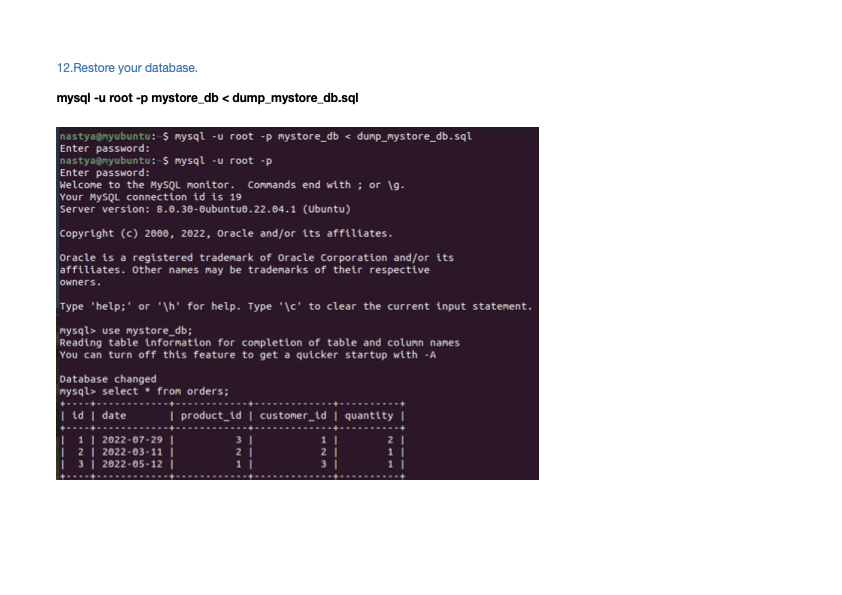 12.Restore your database.
mysql -u root -p mystore_db < dump_mystore_db.sql
nastya@myubuntu:~$ mysql -u root -p mystore_db < dump_mystore_db.sql
Enter password:
nastya@myubuntu:~$ mysql -u root -p
Enter password:
Welcome to the MySQL monitor.  Commands end with ; or \g.
Your MySQL connection id is 19
Server version: 8.0.30-0ubuntu0.22.04.1 (Ubuntu)
Copyright (c) 2000, 2022, Oracle and/or its affiliates.
Oracle is a registered trademark of Oracle Corporation and/or its
affiliates. Other names may be trademarks of their respective
owners.
Type 'help;' or '\h' for help. Type '\c' to clear the current input statement.
mysql> use mystore_db;
Reading table information for completion of table and column names
You can turn off this feature to get a quicker startup with -A
Database changed
mysql> select * from orders;
+----+------------+------------+-------------+----------+
| id | date       | product_id | customer_id | quantity |
+----+------------+------------+-------------+----------+
|  1 | 2022-07-29 |          3 |           1 |        2 |
|  2 | 2022-03-11 |          2 |           2 |        1 |
|  3 | 2022-05-12 |          1 |           3 |        1 |
+----+------------+------------+-------------+----------+